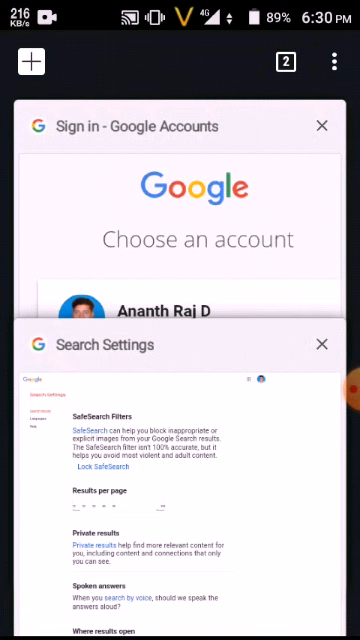 216
KB/s
4G
89%
6:30 PM
2
Sign in - Google Accounts
Google
Choose an account
Ananth Raj D
Search Settings
Google
Search Settings
Languages
Help
SafeSearch Filters
SafeSearch can help you block inappropriate or
explicit images from your Google Search results.
The SafeSearch filter isn't 100% accurate, but it
helps you avoid most violent and adult content.
Lock SafeSearch
Results per page
Private results
Private results help find more relevant content for
you, including content and connections that only
you can see.
Spoken answers
When you search by voice, should we speak the
answers aloud?
Where results open